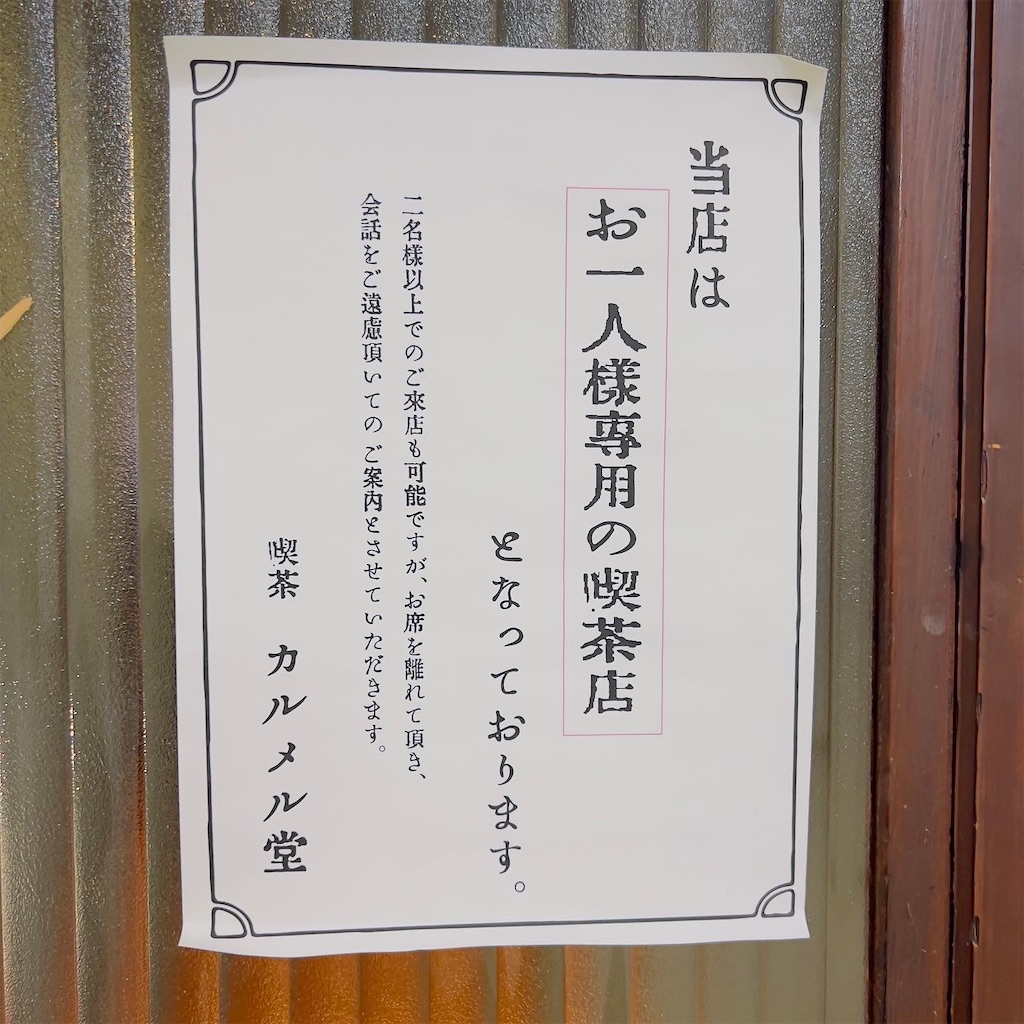 当店は
お一人様専用の喫茶店
となっております。
二名様以上でのご来店も可能ですが、お席を離れて頂き、
会話をご遠慮頂いてのご案内とさせていただきます。
喫茶 カルメル堂